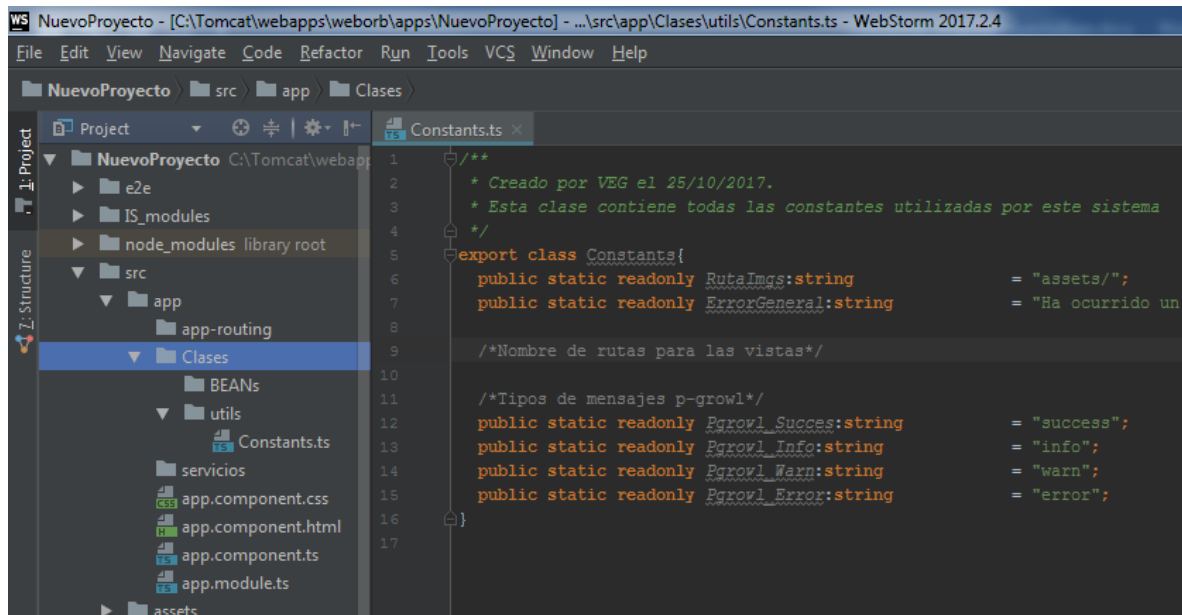 WS NuevoProyecto - [C:\Tomcat\webapps\weborb\apps\NuevoProyecto] - ...\src\app\Clases\utils\Constants.ts - WebStorm 2017.2.4
File Edit View Navigate Code Refactor Run Tools VCS Window Help
NuevoProyecto src app Clases
1: Project
7: Structure
Project
NuevoProyecto C:\Tomcat\webapp
e2e
IS_modules
node_modules library root
src
app
app-routing
Clases
BEANs
utils
TS Constants.ts
servicios
CSS app.component.css
H app.component.html
TS app.component.ts
TS app.module.ts
assets
TS Constants.ts
1 /**
2 * Creado por VEG el 25/10/2017.
3 * Esta clase contiene todas las constantes utilizadas por este sistema
4 */
5 export class Constants{
6 public static readonly RutaImgs:string = "assets/";
7 public static readonly ErrorGeneral:string = "Ha ocurrido un
8
9 /*Nombre de rutas para las vistas*/
10
11 /*Tipos de mensajes p-growl*/
12 public static readonly Pgrowl_Succes:string = "success";
13 public static readonly Pgrowl_Info:string = "info";
14 public static readonly Pgrowl_Warn:string = "warn";
15 public static readonly Pgrowl_Error:string = "error";
16 }
17